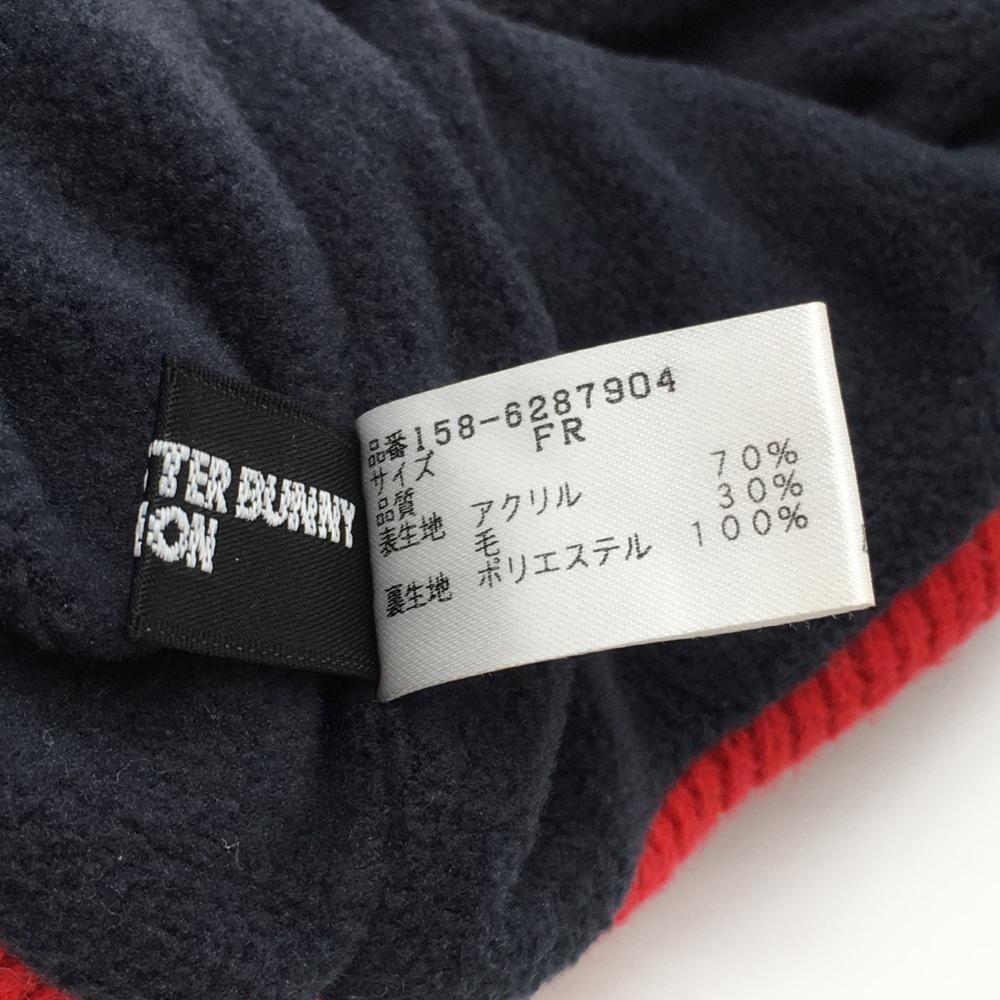 TER BUNNY
ION
品番158-6287904
サイズ FR
品質
表生地 アクリル 70%
毛 30%
裏生地 ポリエステル 100%